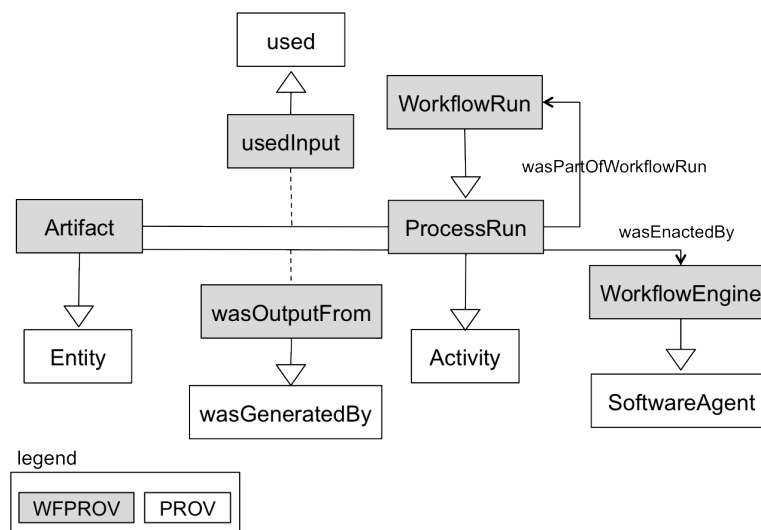 used
WorkflowRun
usedInput
wasPartOfWorkflowRun
Artifact
ProcessRun
wasEnactedBy
wasOutputFrom
WorkflowEngine
Entity
Activity
wasGeneratedBy
SoftwareAgent
legend
WFPROV
PROV